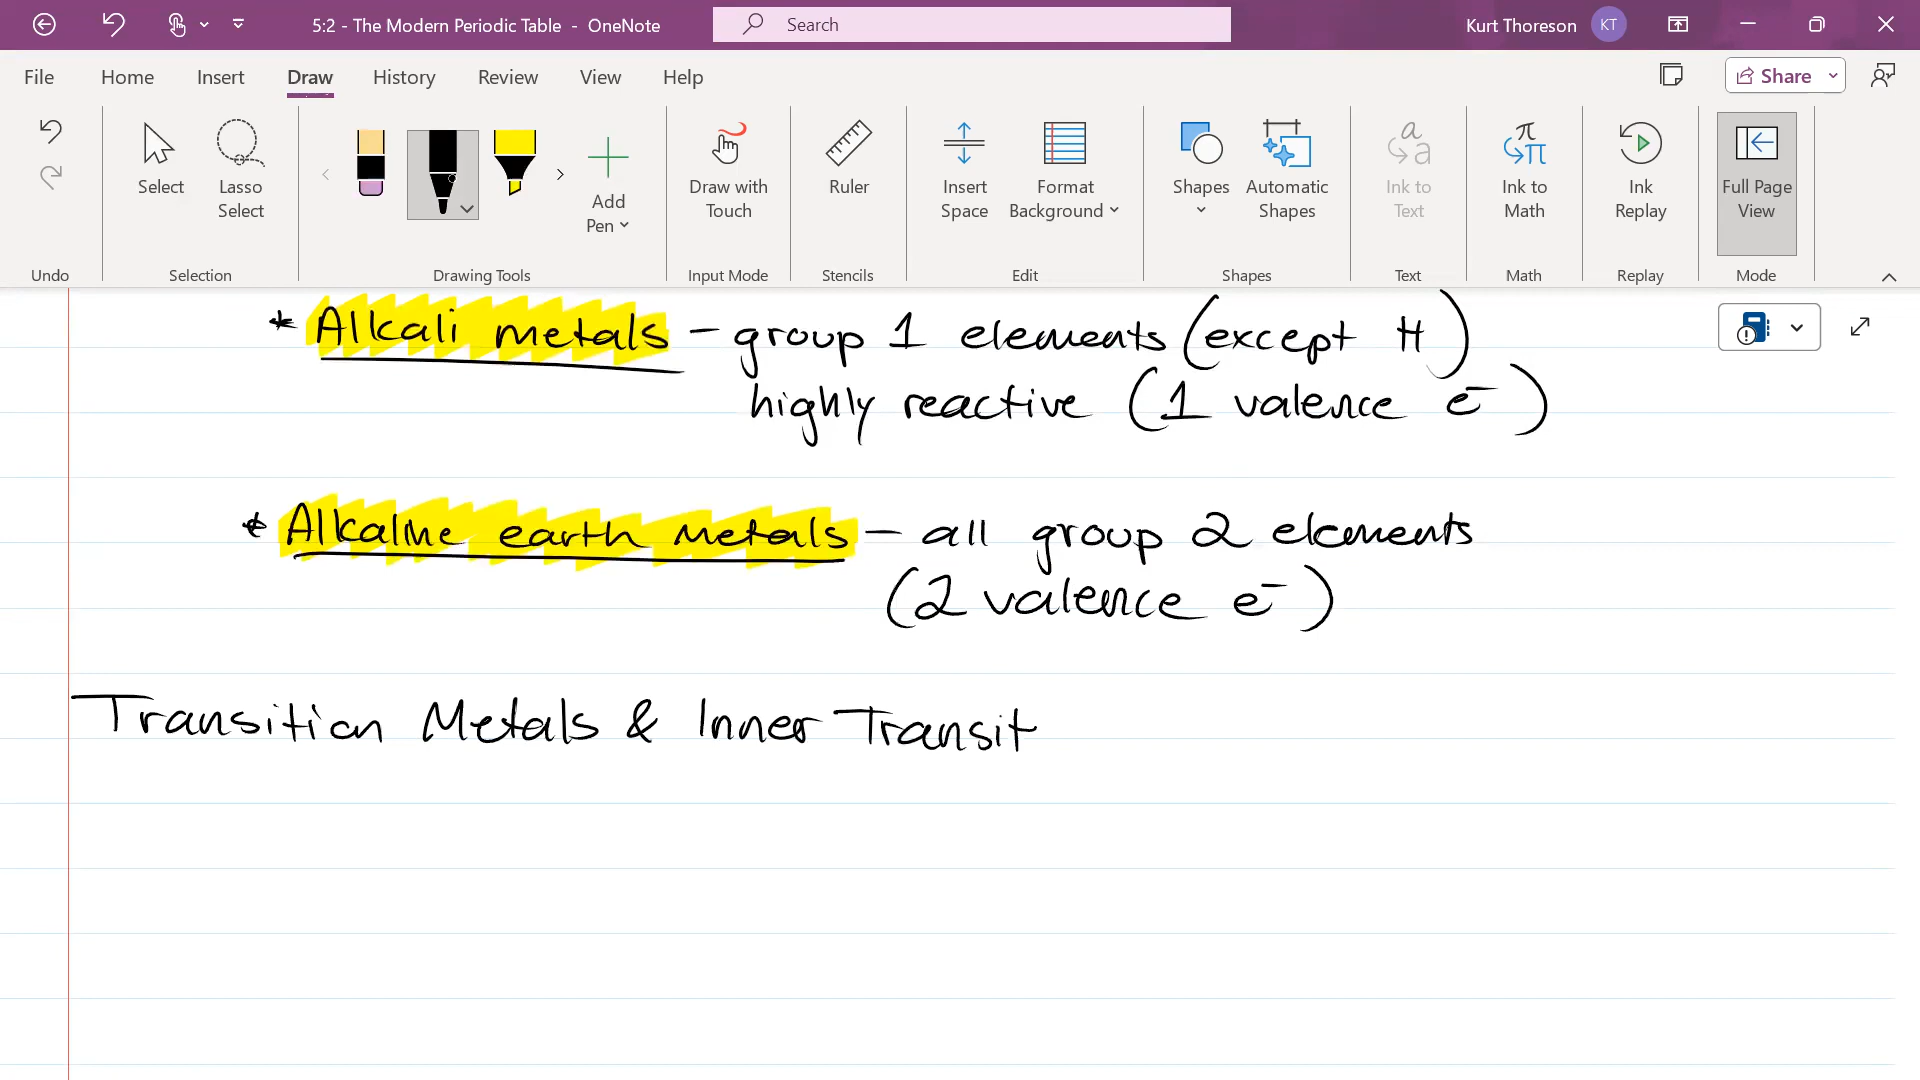 5:2 - The Modern Periodic Table - OneNote
Search
Kurt Thoreson
KT
File Home Insert Draw History Review View Help
Share
Select
Lasso Select
Add Pen
Draw with Touch
Ruler
Insert Space
Format Background
Shapes
Automatic Shapes
Ink to Text
Ink to Math
Ink Replay
Full Page View
Undo Selection Drawing Tools Input Mode Stencils Edit Shapes Text Math Replay Mode
* Alkali metals – group 1 elements (except H)
highly reactive (1 valence e⁻)
* Alkaline earth metals – all group 2 elements
(2 valence e⁻)
Transition Metals & Inner Transit